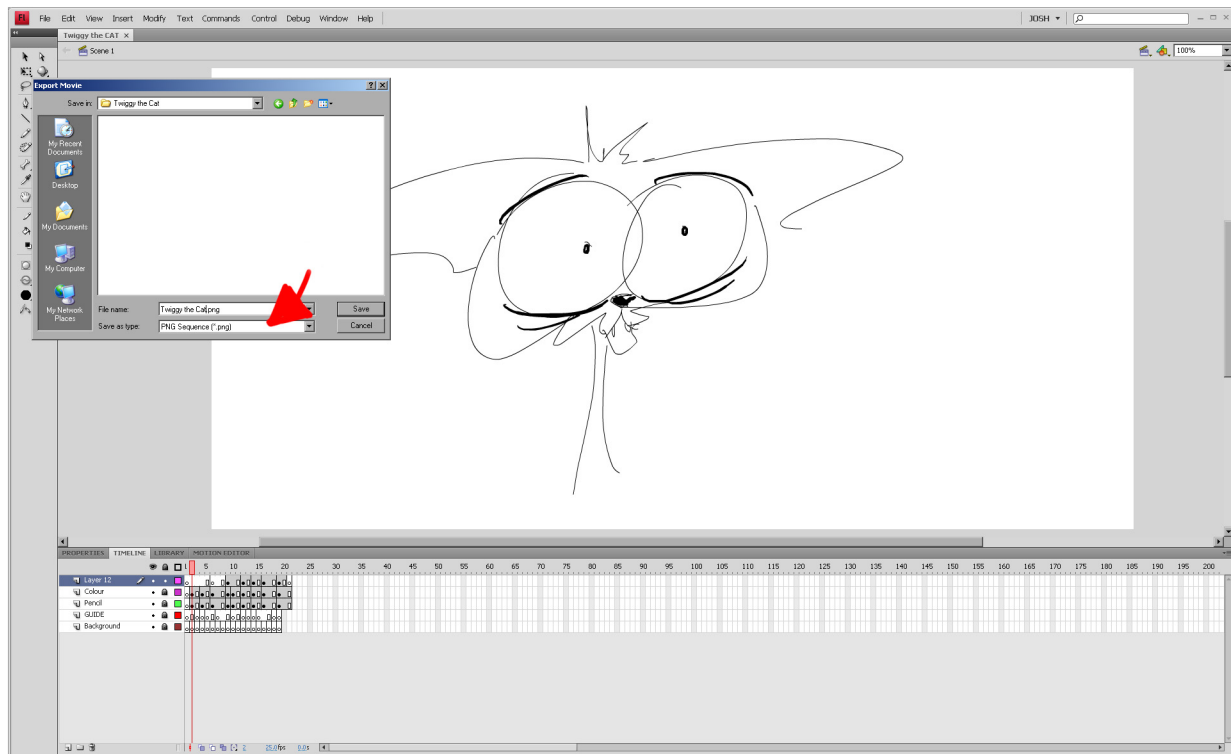 FL File Edit View Insert Modify Text Commands Control Debug Window Help JOSH
Twiggy the CAT ×
Scene 1 100%
Export Movie
Save in: Twiggy the Cat
My Recent
Documents
Desktop
My Documents
My Computer
My Network
Places
File name: Twiggy the Cat.png Save
Save as type: PNG Sequence (*.png) Cancel
PROPERTIES TIMELINE LIBRARY MOTION EDITOR
1 5 10 15 20 25 30 35 40 45 50 55 60 65 70 75 80 85 90 95 100 105 110 115 120 125 130 135 140 145 150 155 160 165 170 175 180 185 190 195 200
Layer 12
Colour
Pencil
GUIDE
Background
2 25.0fps 0.0s